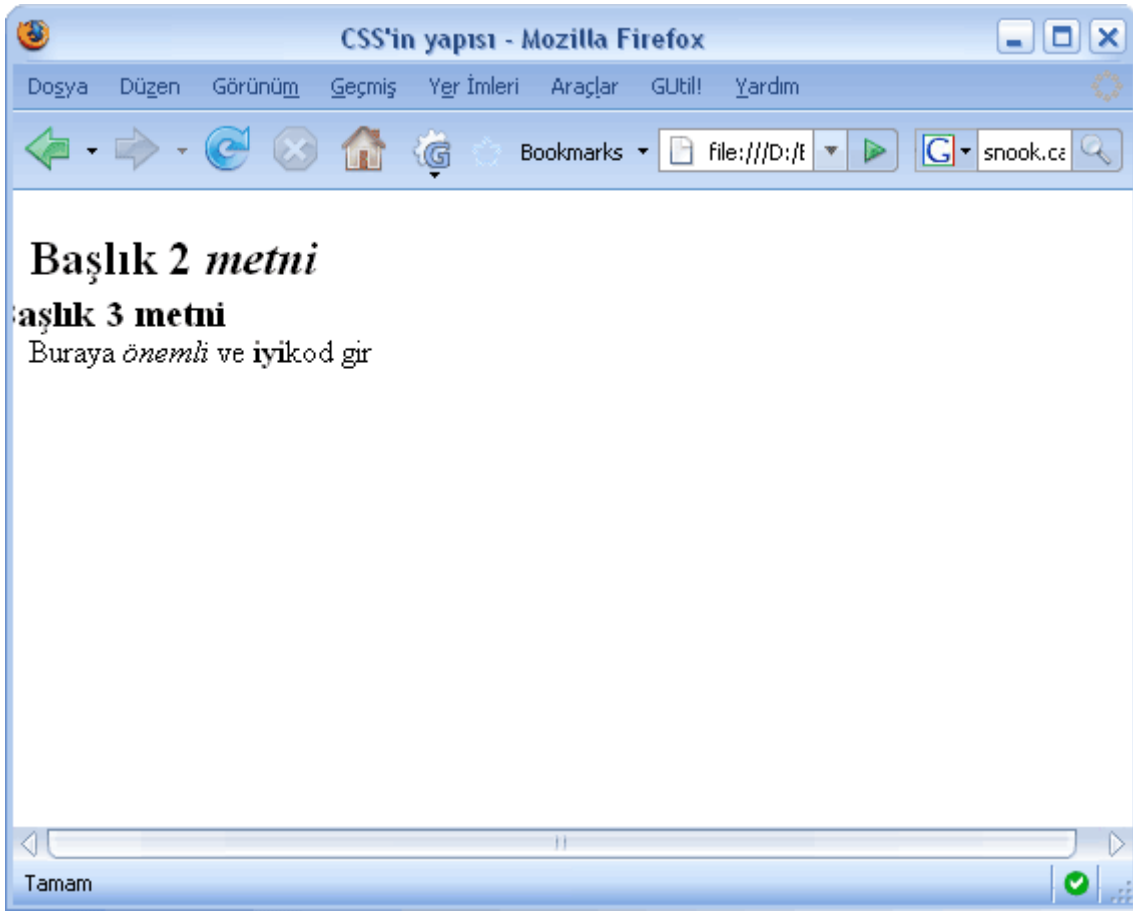 CSS'in yapısı - Mozilla Firefox
Dosya Düzen Görünüm Geçmiş Yer İmleri Araçlar GUtil! Yardım
G Bookmarks file:///D:/E G snook.ca
Başlık 2 metni
aşlık 3 metni
Buraya önemli ve iyikod gir
Tamam